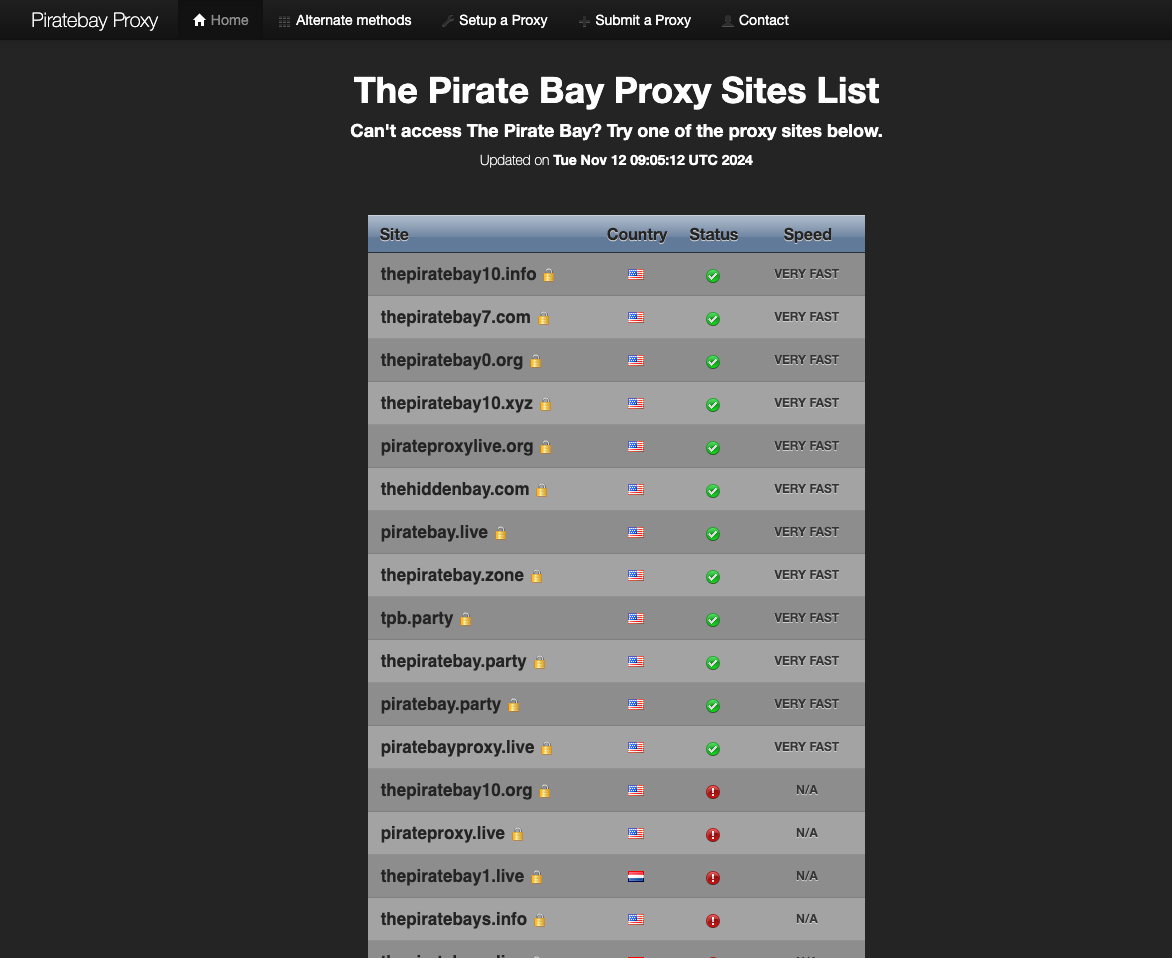 Piratebay Proxy Home Alternate methods Setup a Proxy Submit a Proxy Contact
The Pirate Bay Proxy Sites List
Can't access The Pirate Bay? Try one of the proxy sites below.
Updated on Tue Nov 12 09:05:12 UTC 2024
Site Country Status Speed
thepiratebay10.info VERY FAST
thepiratebay7.com VERY FAST
thepiratebay0.org VERY FAST
thepiratebay10.xyz VERY FAST
pirateproxylive.org VERY FAST
thehiddenbay.com VERY FAST
piratebay.live VERY FAST
thepiratebay.zone VERY FAST
tpb.party VERY FAST
thepiratebay.party VERY FAST
piratebay.party VERY FAST
piratebayproxy.live VERY FAST
thepiratebay10.org N/A
pirateproxy.live N/A
thepiratebay1.live N/A
thepiratebays.info N/A